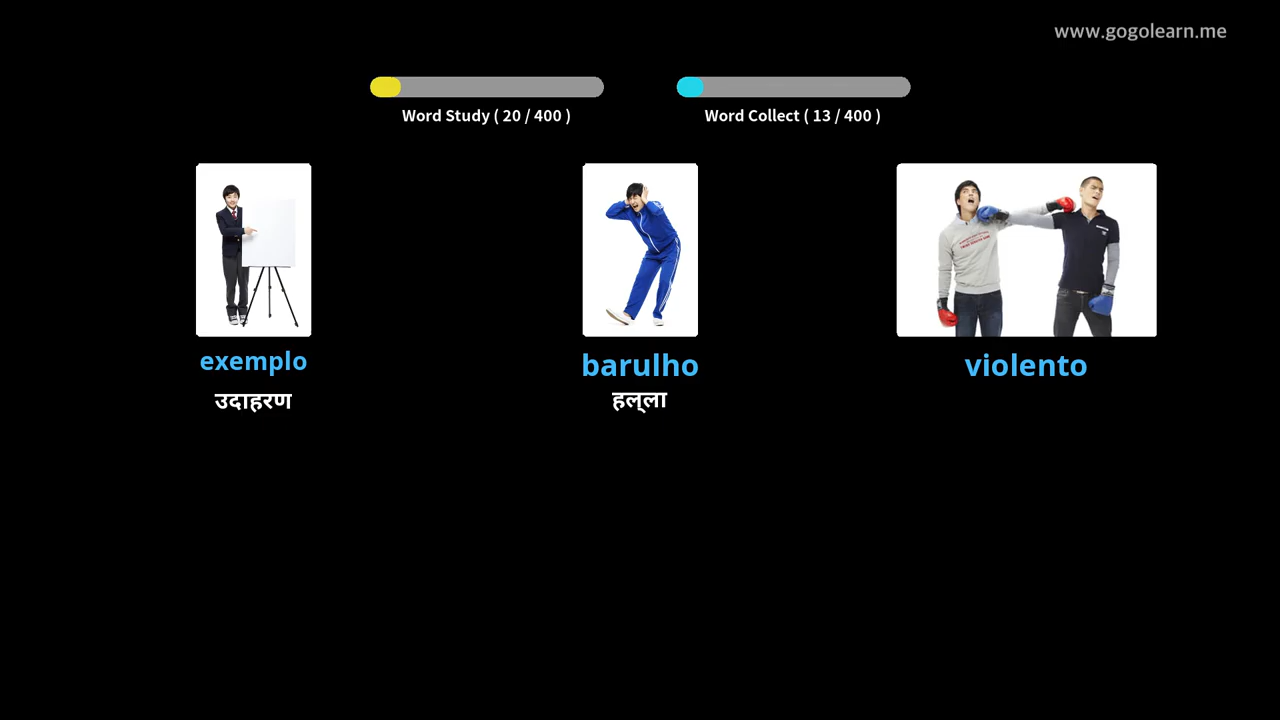 www.gogolearn.me
Word Study ( 20 / 400 )
Word Collect ( 13 / 400 )
exemplo
उदाहरण
barulho
हल्ला
violento